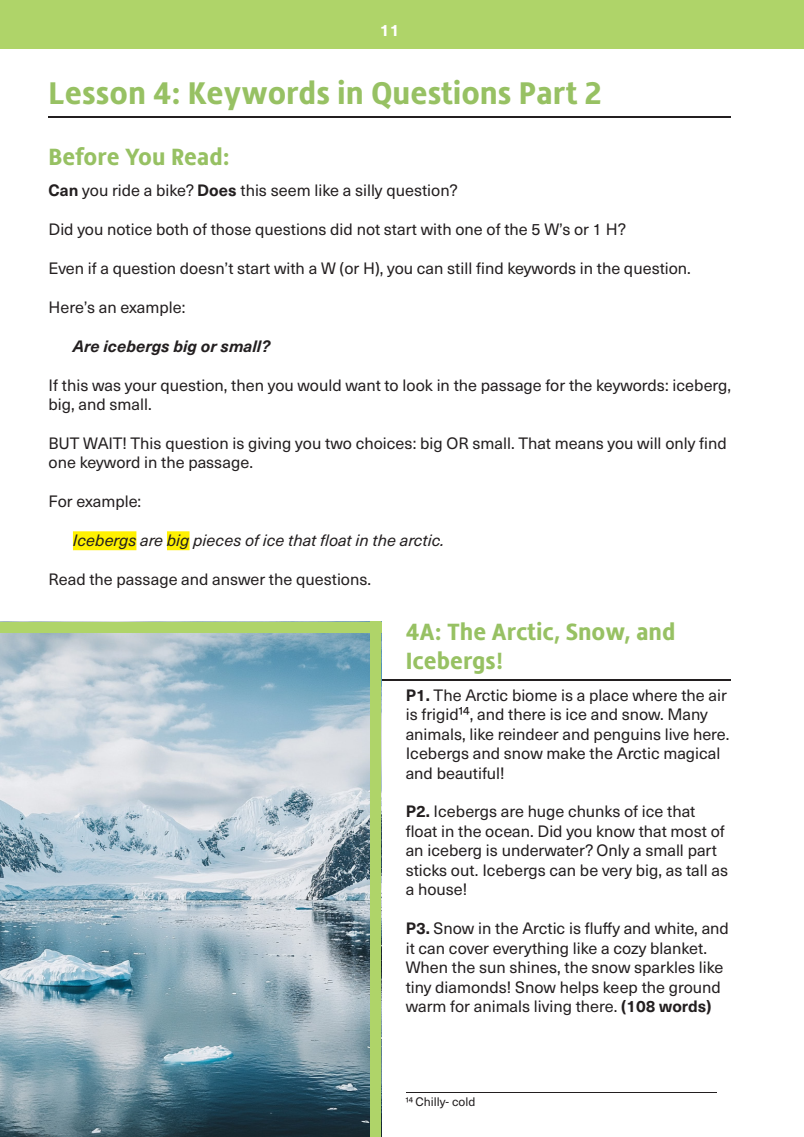 11
Lesson 4: Keywords in Questions Part 2
Before You Read:
Can you ride a bike? Does this seem like a silly question?
Did you notice both of those questions did not start with one of the 5 W's or 1 H?
Even if a question doesn't start with a W (or H), you can still find keywords in the question.
Here's an example:
Are icebergs big or small?
If this was your question, then you would want to look in the passage for the keywords: iceberg,
big, and small.
BUT WAIT! This question is giving you two choices: big OR small. That means you will only find
one keyword in the passage.
For example:
Icebergs are big pieces of ice that float in the arctic.
Read the passage and answer the questions.
4A: The Arctic, Snow, and
Icebergs!
P1. The Arctic biome is a place where the air
is frigid¹⁴, and there is ice and snow. Many
animals, like reindeer and penguins live here.
Icebergs and snow make the Arctic magical
and beautiful!
P2. Icebergs are huge chunks of ice that
float in the ocean. Did you know that most of
an iceberg is underwater? Only a small part
sticks out. Icebergs can be very big, as tall as
a house!
P3. Snow in the Arctic is fluffy and white, and
it can cover everything like a cozy blanket.
When the sun shines, the snow sparkles like
tiny diamonds! Snow helps keep the ground
warm for animals living there. (108 words)
¹⁴ Chilly- cold